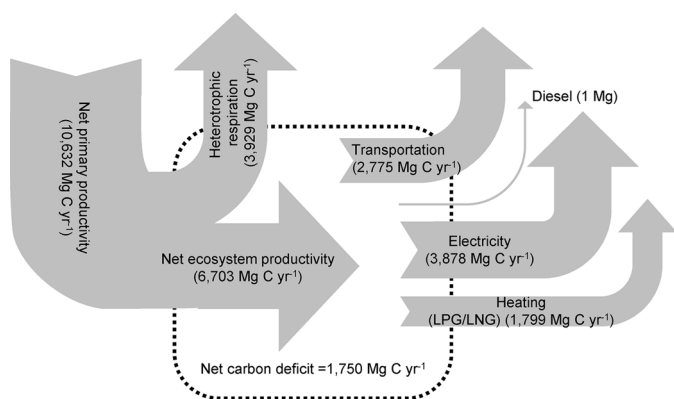 Net primary productivity
(10,632 Mg C yr⁻¹)
Heterotrophic
respiration
(3,929 Mg C yr⁻¹)
Diesel (1 Mg)
Transportation
(2,775 Mg C yr⁻¹)
Net ecosystem productivity
(6,703 Mg C yr⁻¹)
Electricity
(3,878 Mg C yr⁻¹)
Heating
(LPG/LNG) (1,799 Mg C yr⁻¹)
Net carbon deficit =1,750 Mg C yr⁻¹